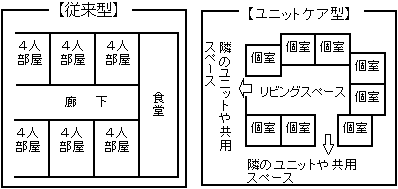 【従来型】
４人
部屋
４人
部屋
４人
部屋
廊　下
食堂
４人
部屋
４人
部屋
４人
部屋
【ユニットケア型】
個室
個室
個室
個室
個室
リビングスペース
隣のユニットや共用
スペース
個室
個室
個室
隣のユニットや共用
スペース